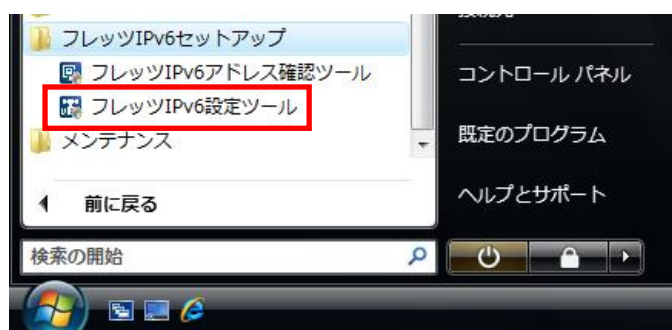 フレッツIPv6セットアップ
フレッツIPv6アドレス確認ツール
フレッツIPv6設定ツール
メンテナンス
前に戻る
検索の開始
コントロール パネル
既定のプログラム
ヘルプとサポート